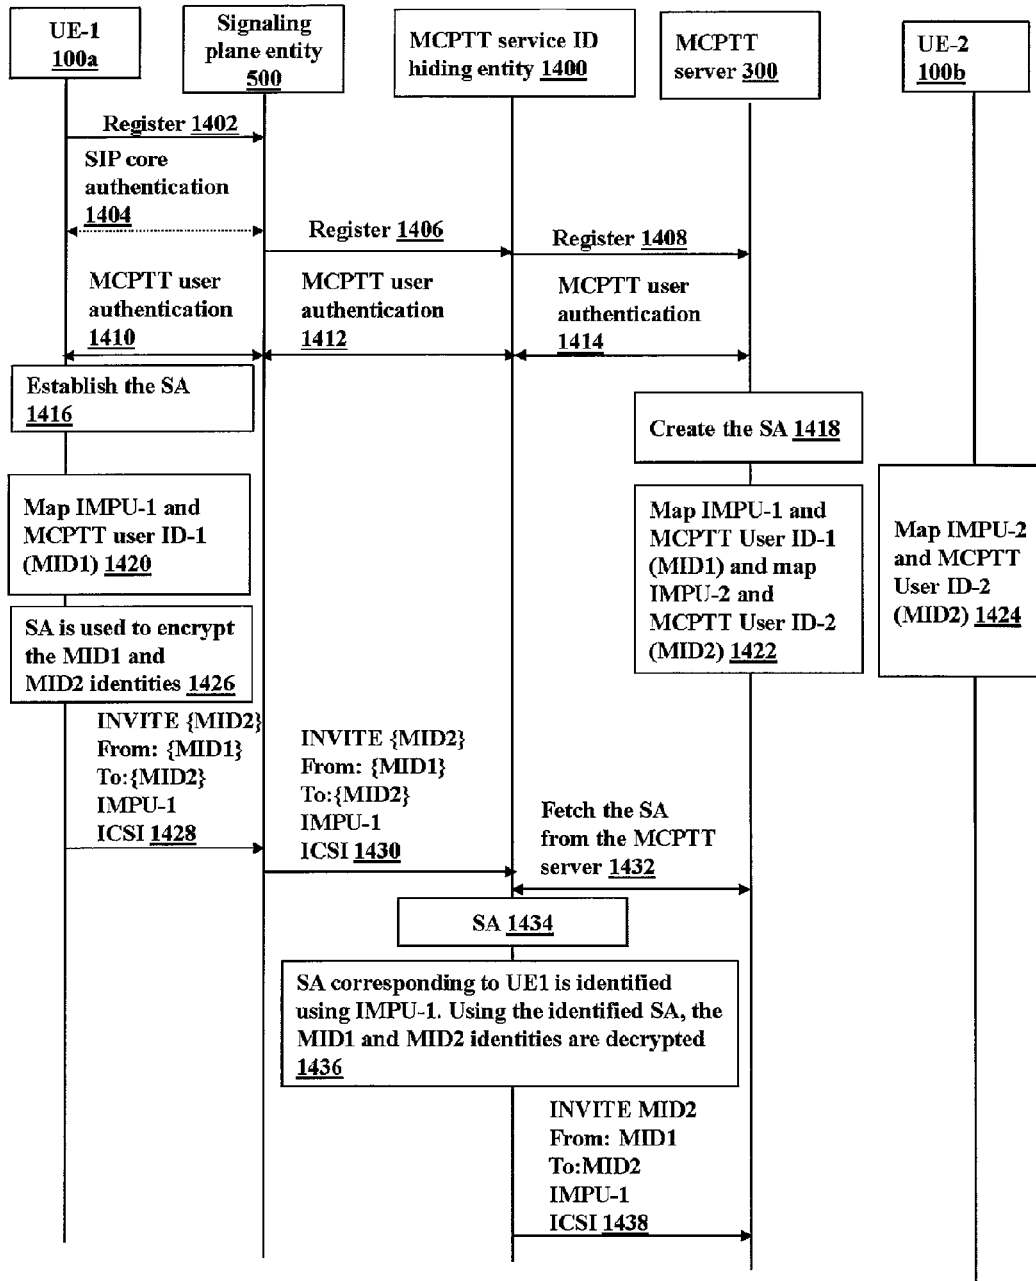 UE-1
100a
Signaling
plane entity
500
MCPTT service ID
hiding entity 1400
MCPTT
server 300
UE-2
100b
Register 1402
SIP core
authentication
1404
Register 1406
Register 1408
MCPTT user
authentication
1410
MCPTT user
authentication
1412
MCPTT user
authentication
1414
Establish the SA
1416
Create the SA 1418
Map IMPU-1 and
MCPTT user ID-1
(MID1) 1420
Map IMPU-1 and
MCPTT User ID-1
(MID1) and map
IMPU-2 and
MCPTT User ID-2
(MID2) 1422
Map IMPU-2
and MCPTT
User ID-2
(MID2) 1424
SA is used to encrypt
the MID1 and
MID2 identities 1426
INVITE {MID2}
From: {MID1}
To:{MID2}
IMPU-1
ICSI 1428
INVITE {MID2}
From: {MID1}
To:{MID2}
IMPU-1
ICSI 1430
Fetch the SA
from the MCPTT
server 1432
SA 1434
SA corresponding to UE1 is identified
using IMPU-1. Using the identified SA, the
MID1 and MID2 identities are decrypted
1436
INVITE MID2
From: MID1
To:MID2
IMPU-1
ICSI 1438